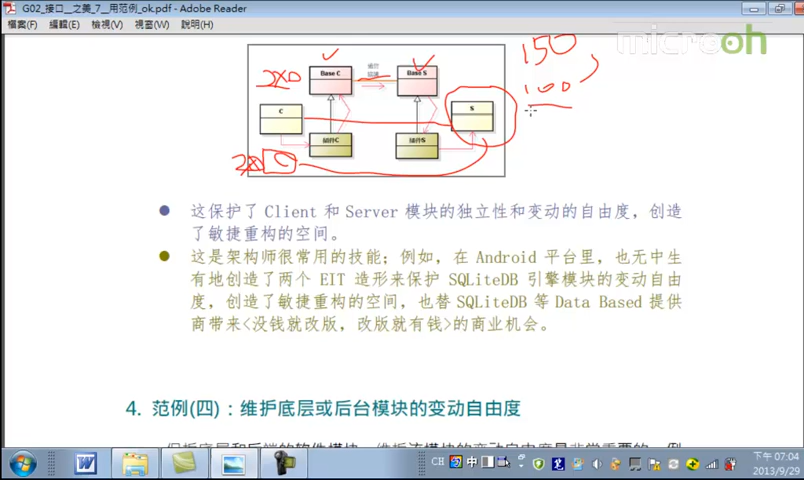 G02_接口__之美_7__用范例_ok.pdf - Adobe Reader
檔案(F) 編輯(E) 檢視(V) 視窗(W) 說明(H)
microoh
150
100
Base C
Base S
C
S
部件C
部件S
这保护了 Client 和 Server 模块的独立性和变动的自由度，创造
了敏捷重构的空间。
这是架构师很常用的技能；例如，在 Android 平台里，也无中生
有地创造了两个 EIT 造形来保护 SQLiteDB 引擎模块的变动自由
度，创造了敏捷重构的空间，也替 SQLiteDB 等 Data Based 提供
商带来<没钱就改版，改版就有钱>的商业机会。
4. 范例(四)：维护底层或后台模块的变动自由度
CH
中
下午 07:04
2013/9/29